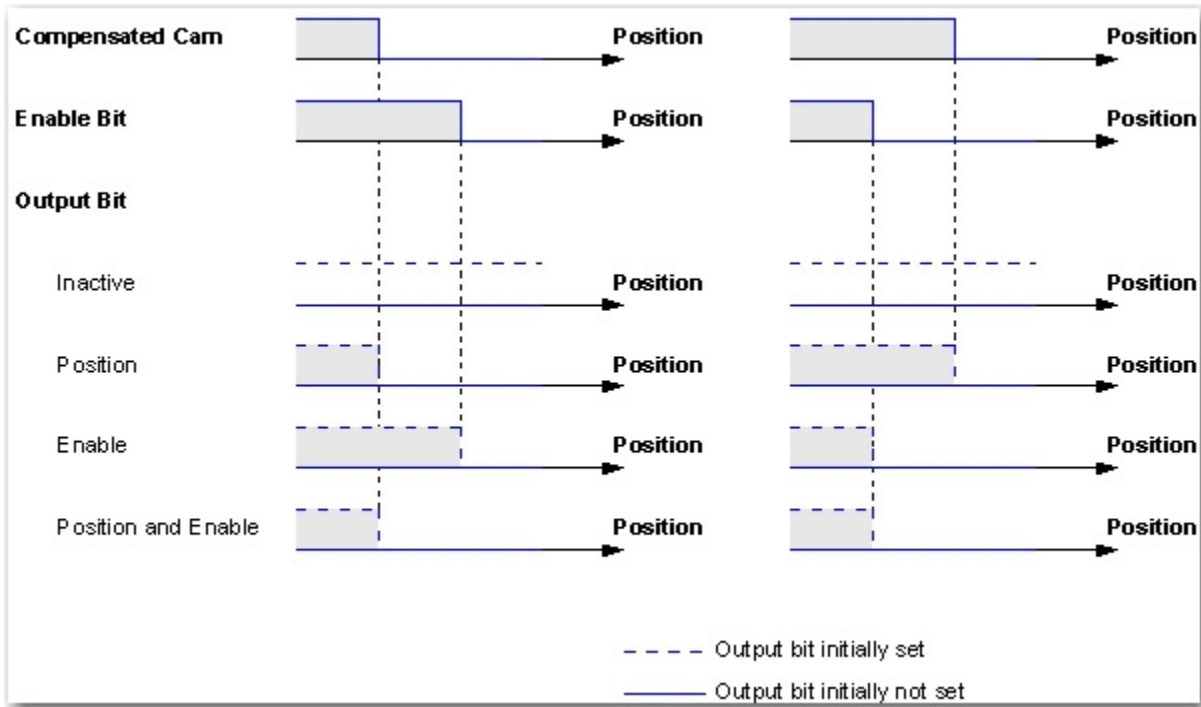 Compensated Cam Position Position
Enable Bit Position Position
Output Bit
Inactive Position Position
Position Position Position
Enable Position Position
Position and Enable Position Position
Output bit initially set
Output bit initially not set